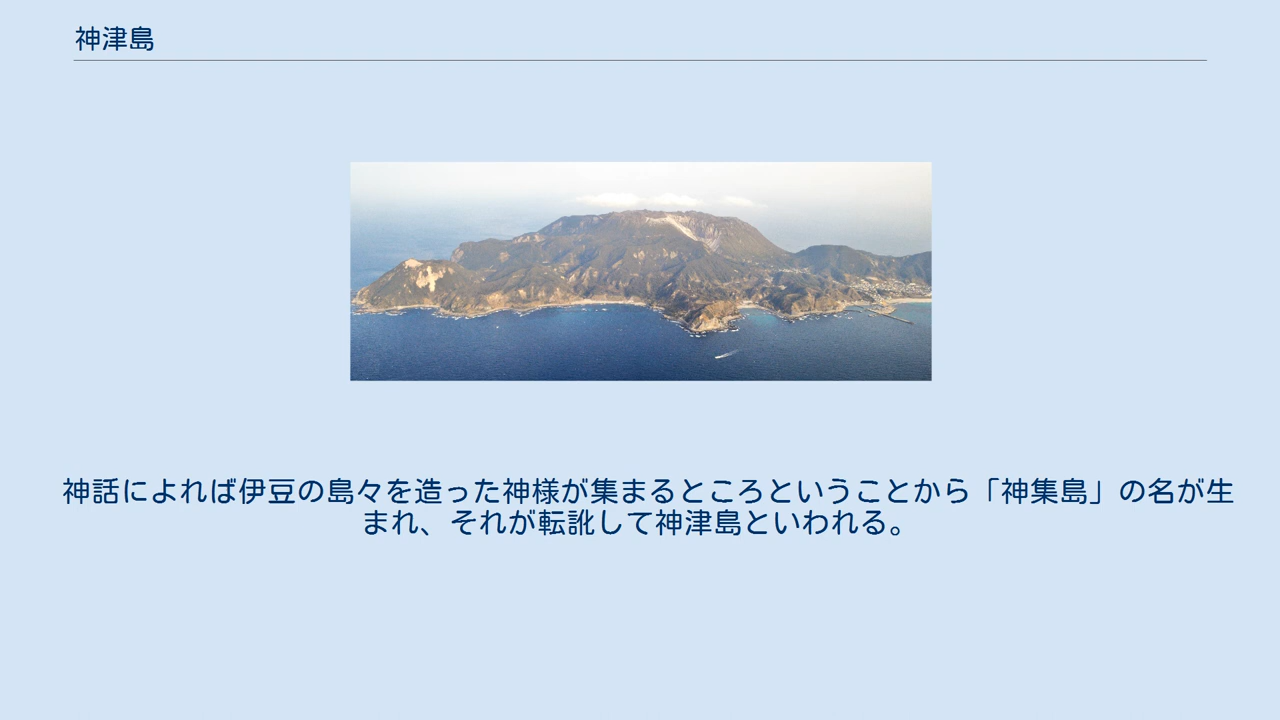 神津島
神話によれば伊豆の島々を造った神様が集まるところということから「神集島」の名が生
まれ、それが転訛して神津島といわれる。